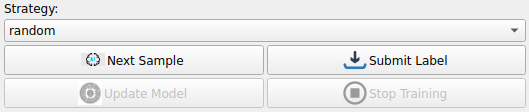 Strategy:
random
Next Sample
Submit Label
Update Model
Stop Training